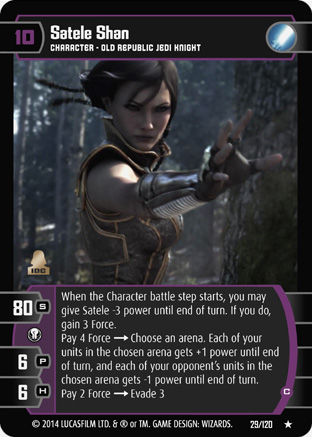 10 Satele Shan
CHARACTER - OLD REPUBLIC JEDI KNIGHT
IDC
80 S
6 P
6 H
When the Character battle step starts, you may
give Satele -3 power until end of turn. If you do,
gain 3 Force.
Pay 4 Force → Choose an arena. Each of your
units in the chosen arena gets +1 power until end
of turn, and each of your opponent's units in the
chosen arena gets -1 power until end of turn.
Pay 2 Force → Evade 3
C
© 2014 LUCASFILM LTD. & ® or TM. GAME DESIGN: WIZARDS. 29/120 ★